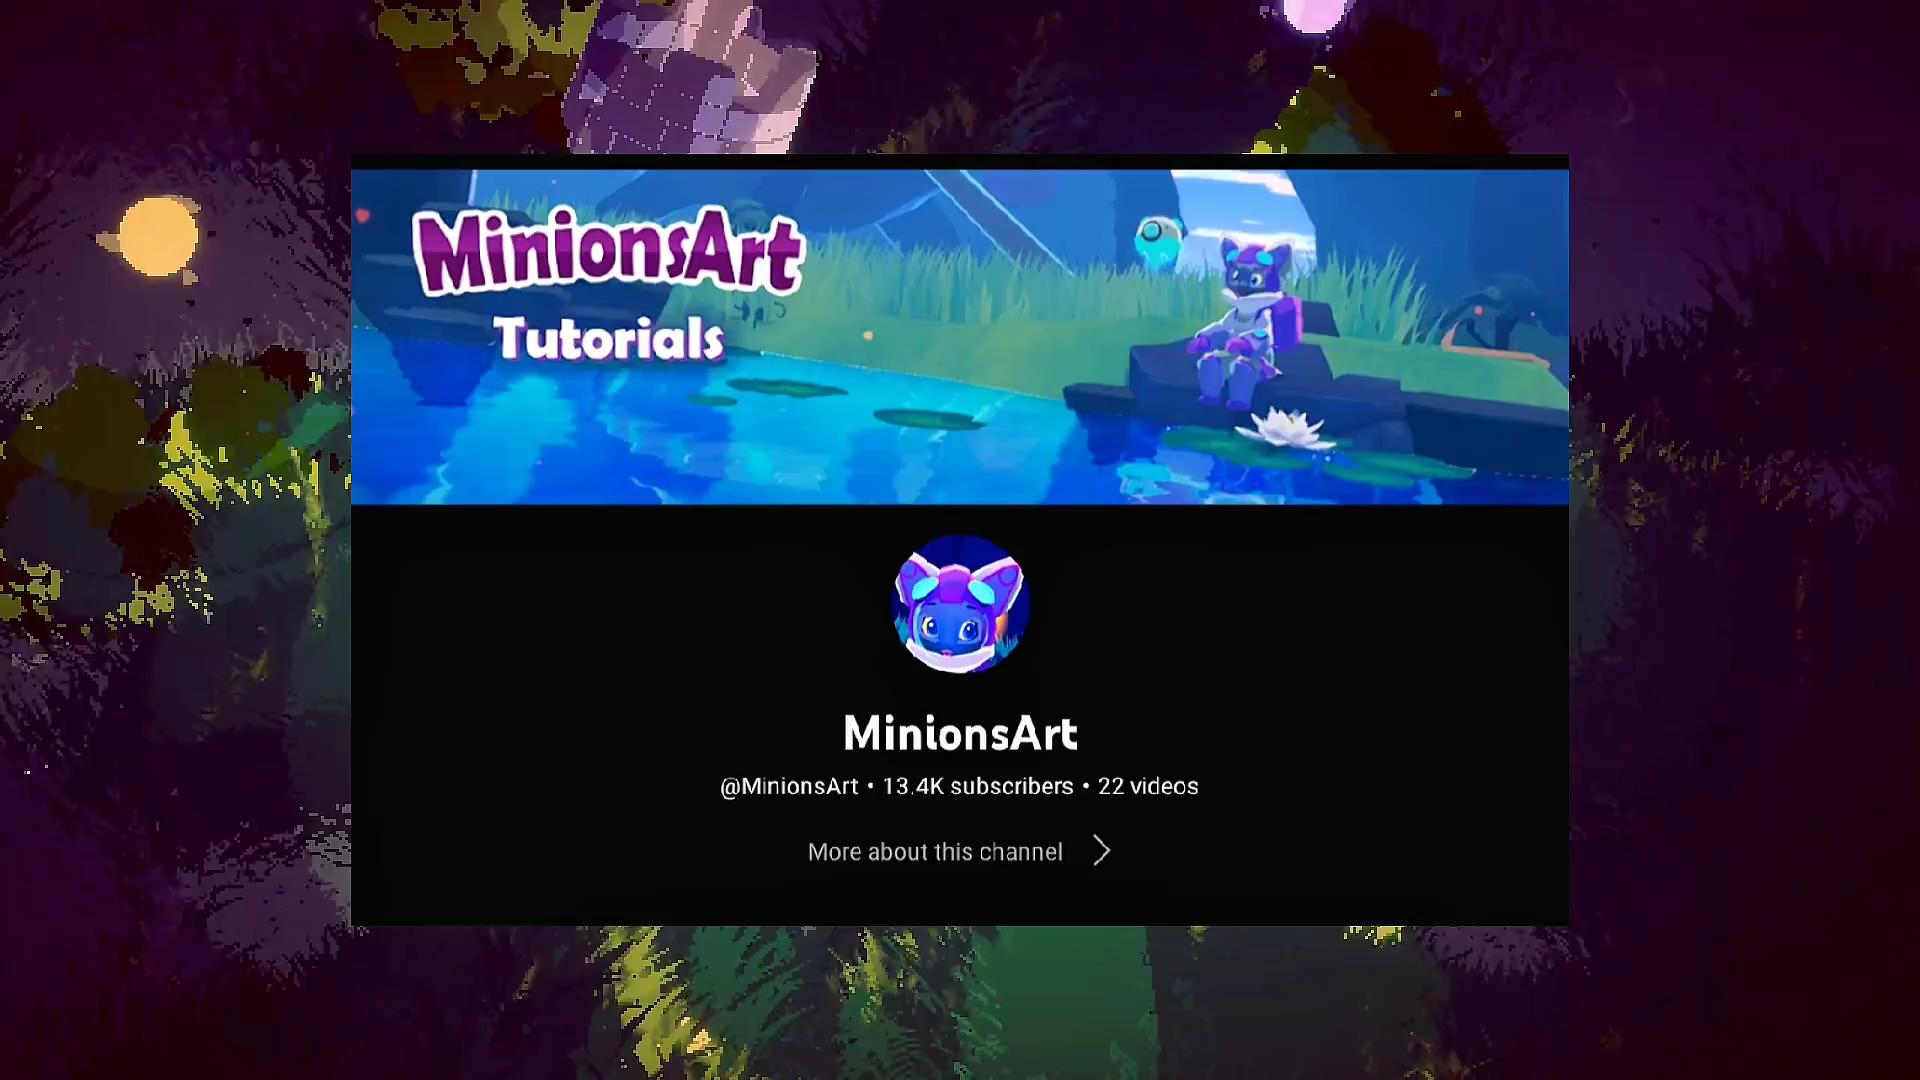 MinionsArt
Tutorials
MinionsArt
@MinionsArt • 13.4K subscribers • 22 videos
More about this channel